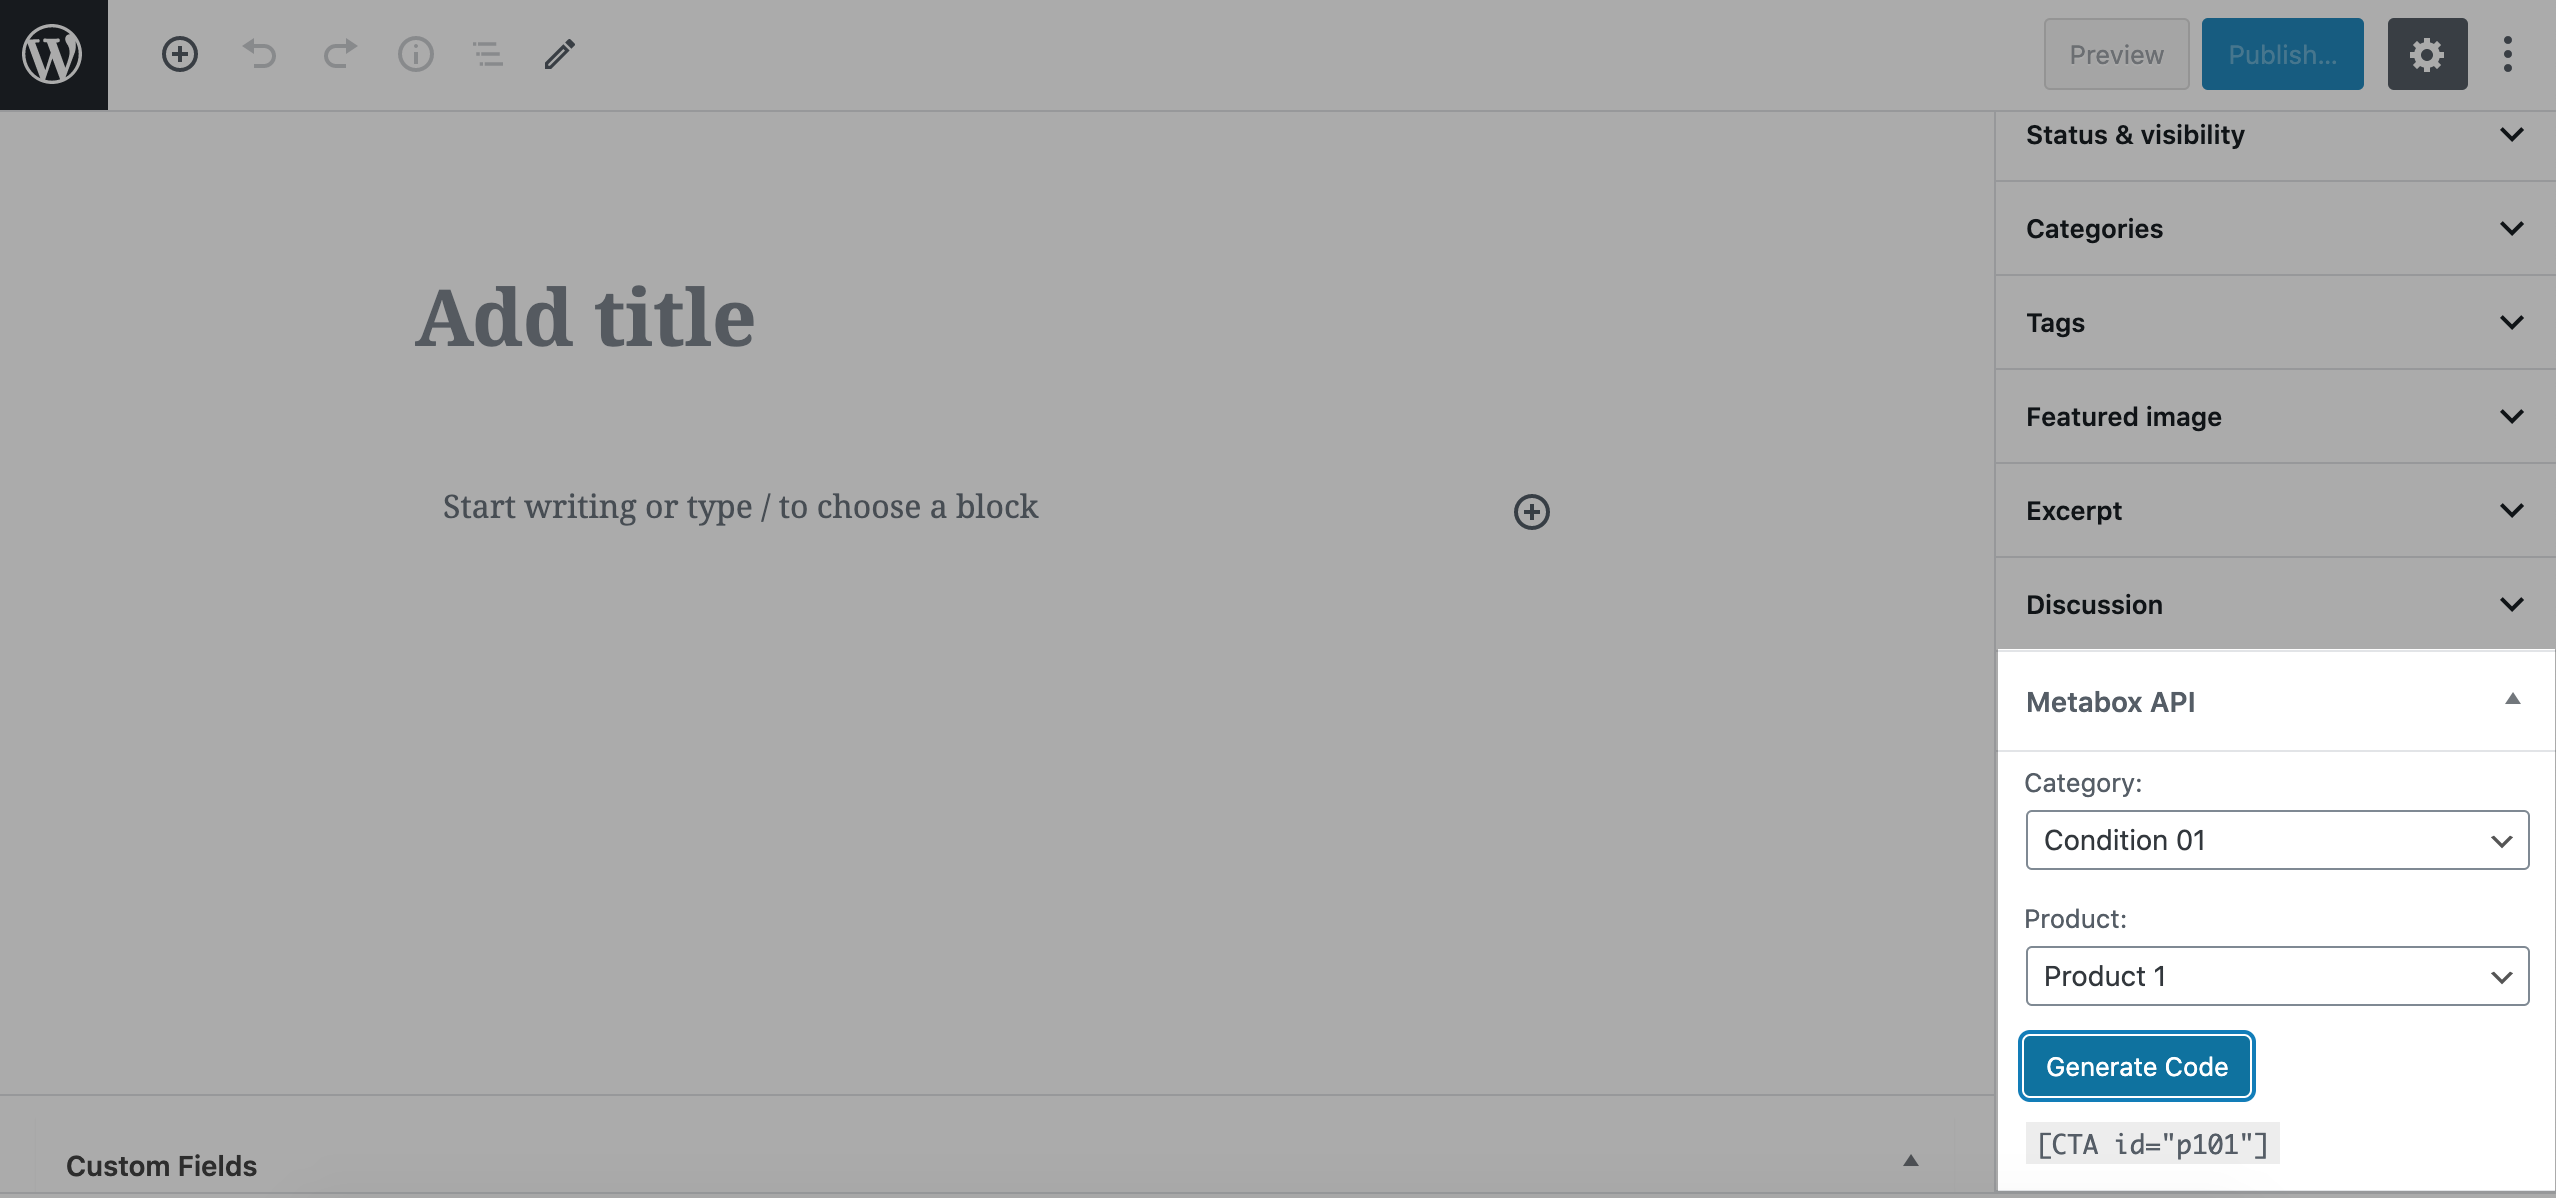 Preview
Publish...
Status & visibility
Categories
Tags
Featured image
Excerpt
Discussion
Add title
Start writing or type / to choose a block
Metabox API
Category:
Condition 01
Product:
Product 1
Generate Code
[CTA id="p101"]
Custom Fields